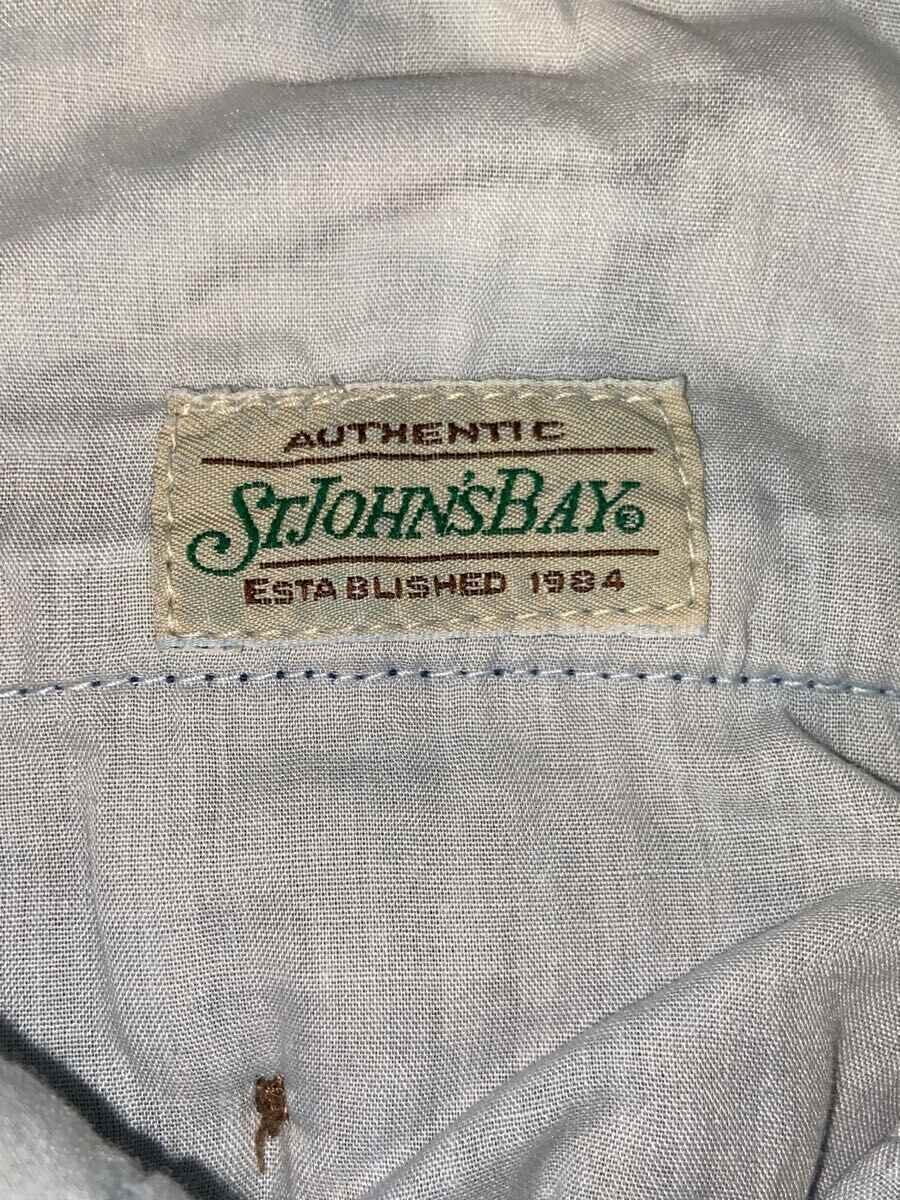 AUTHENTIC
ST. JOHN'S BAY®
ESTABLISHED 1984